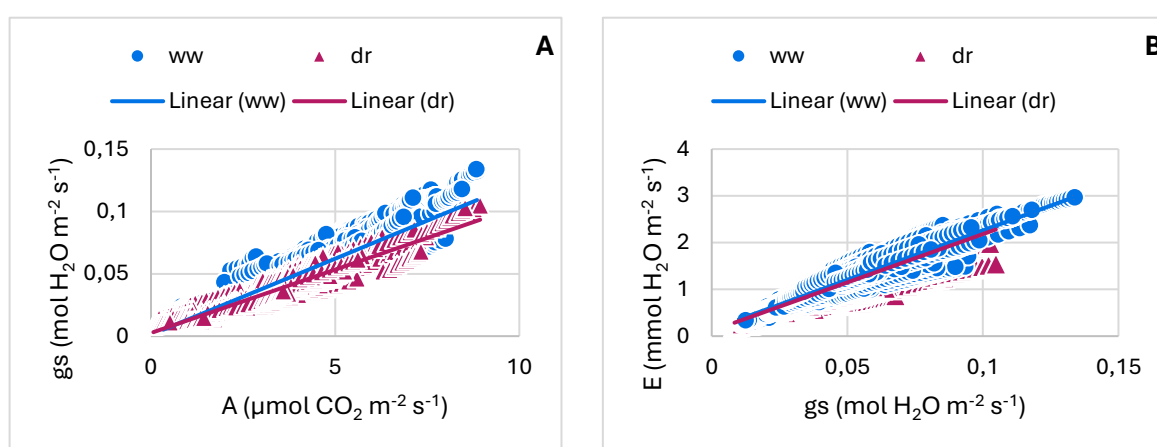 A
ww dr
Linear (ww) Linear (dr)
gs (mol H₂O m⁻² s⁻¹)
0,15
0,1
0,05
0
0 5 10
A (µmol CO₂ m⁻² s⁻¹)
B
ww dr
Linear (ww) Linear (dr)
E (mmol H₂O m⁻² s⁻¹)
4
3
2
1
0
0 0,05 0,1 0,15
gs (mol H₂O m⁻² s⁻¹)